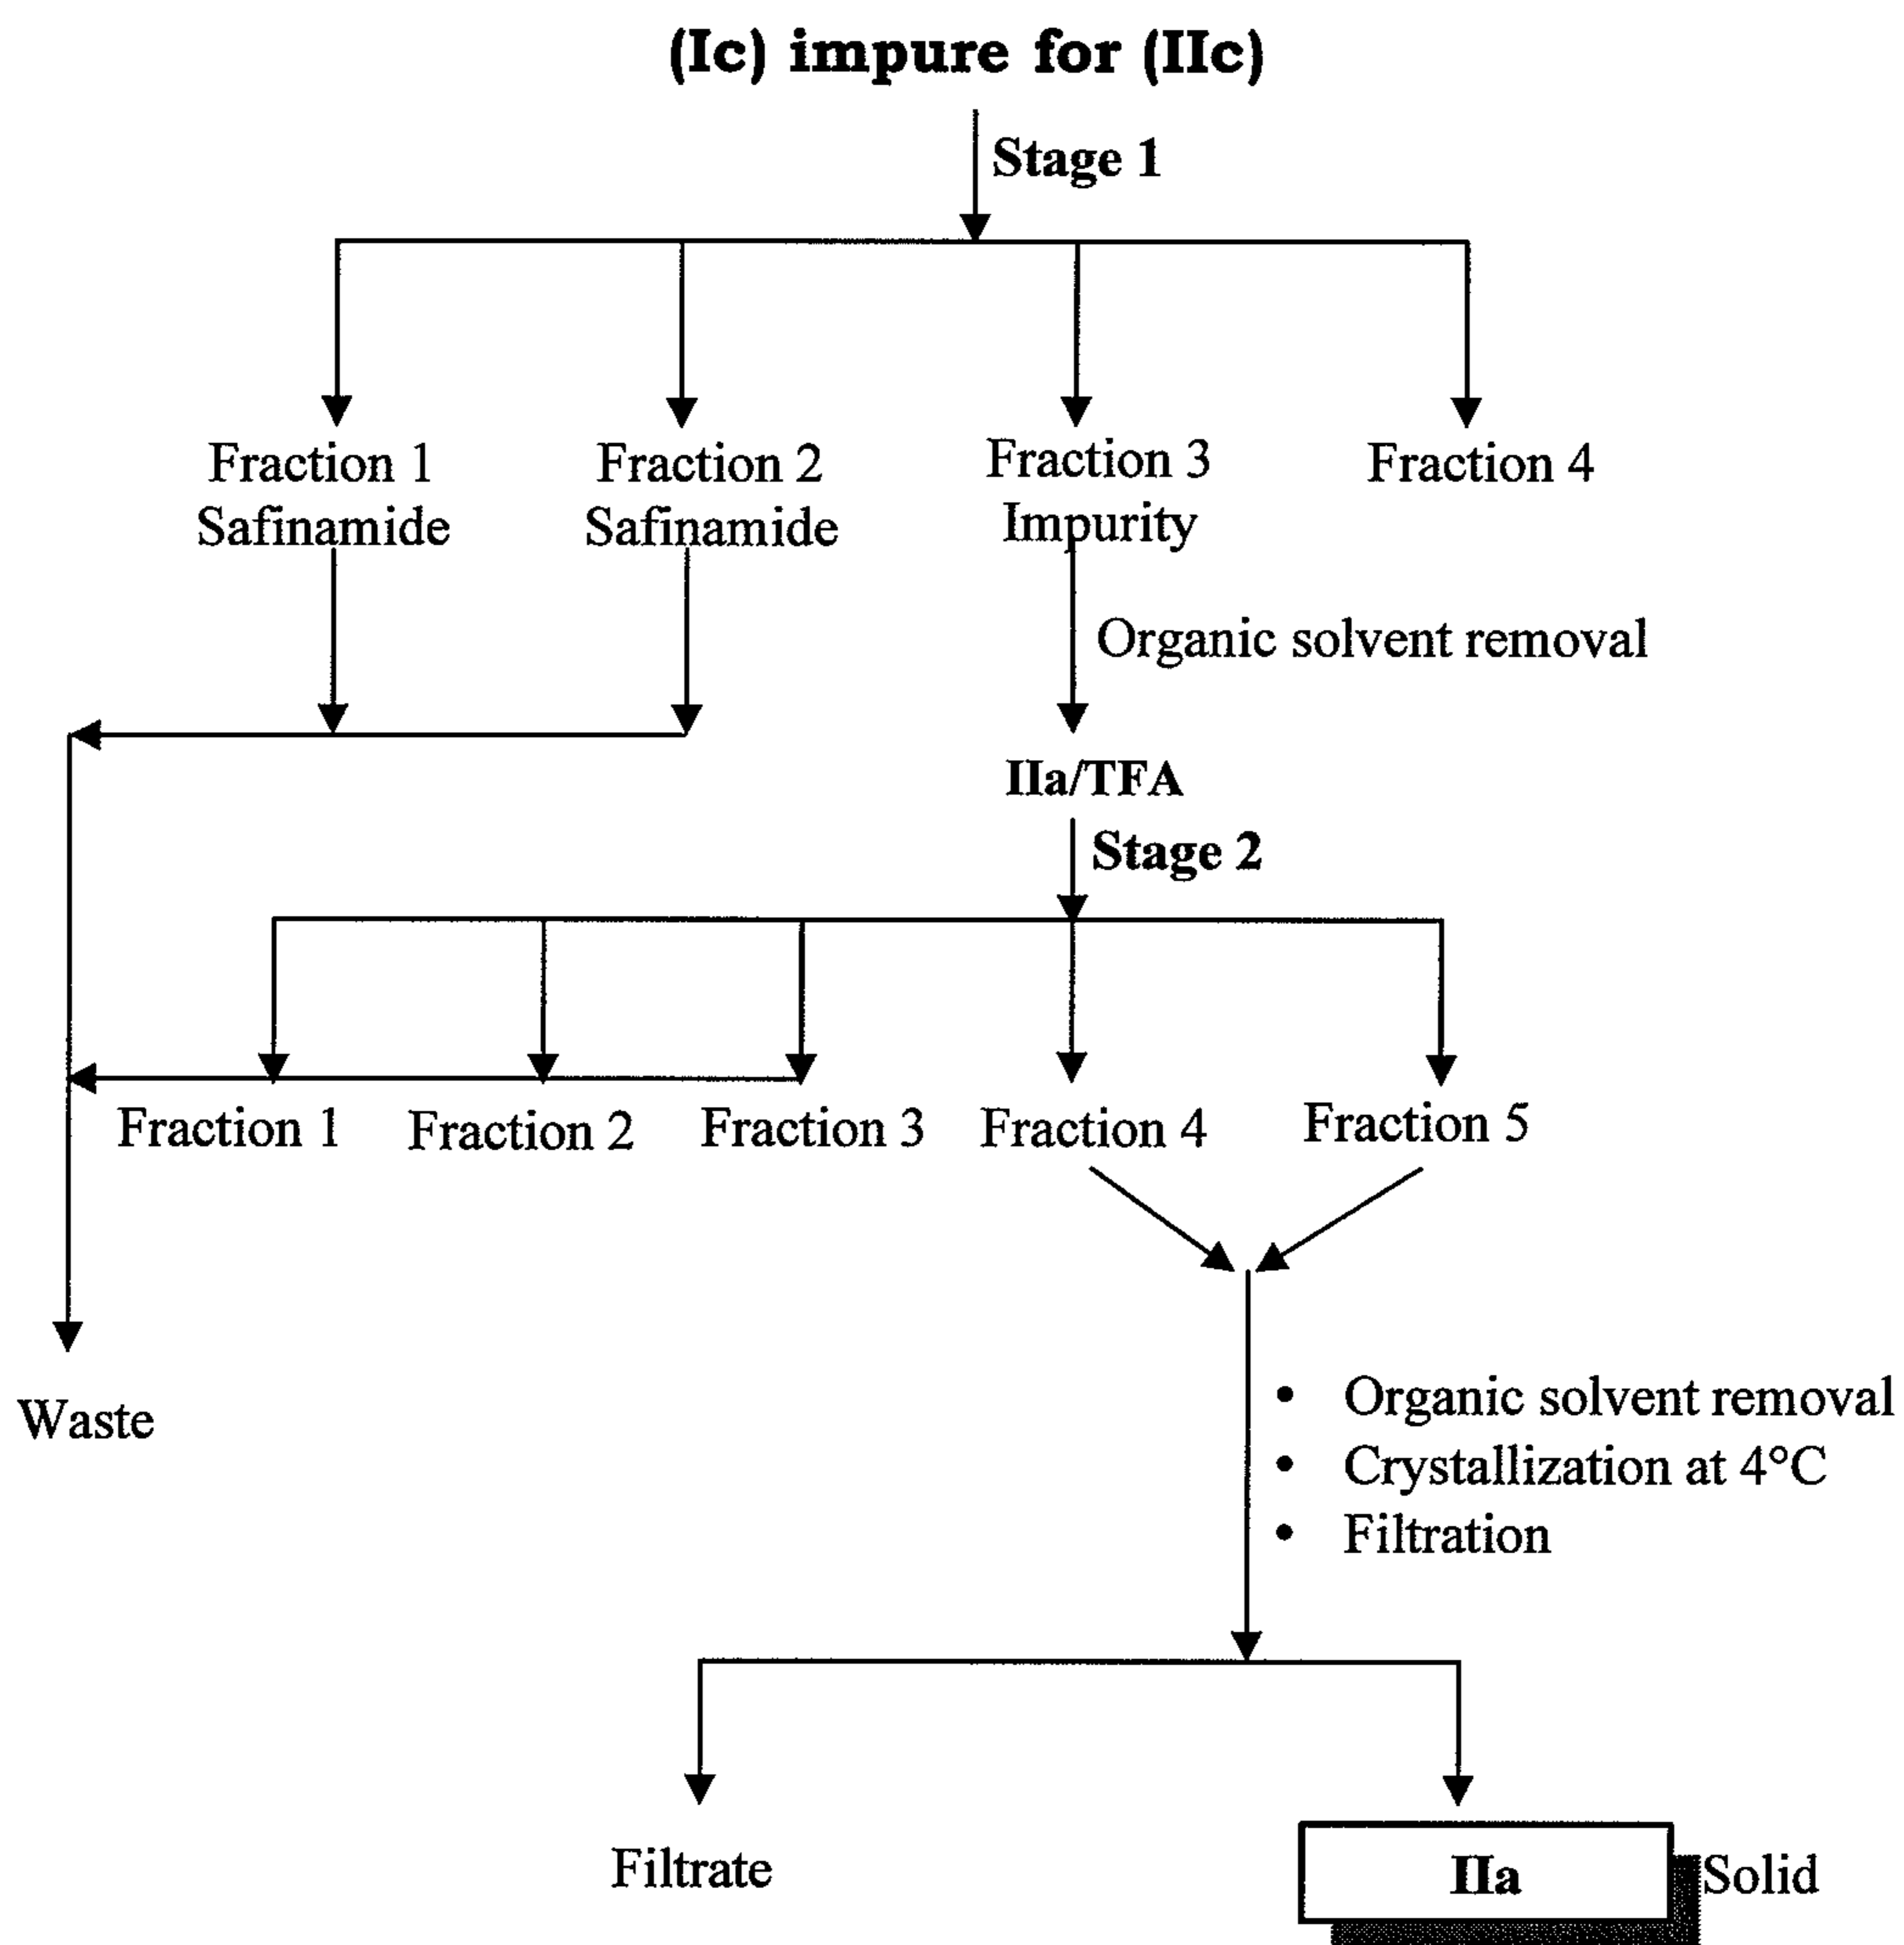 (Ic) impure for (IIc)
Stage 1
Fraction 1
Safinamide
Fraction 2
Safinamide
Fraction 3
Impurity
Fraction 4
Organic solvent removal
IIa/TFA
Stage 2
Fraction 1
Fraction 2
Fraction 3
Fraction 4
Fraction 5
Waste
• Organic solvent removal
• Crystallization at 4°C
• Filtration
Filtrate
IIa
Solid